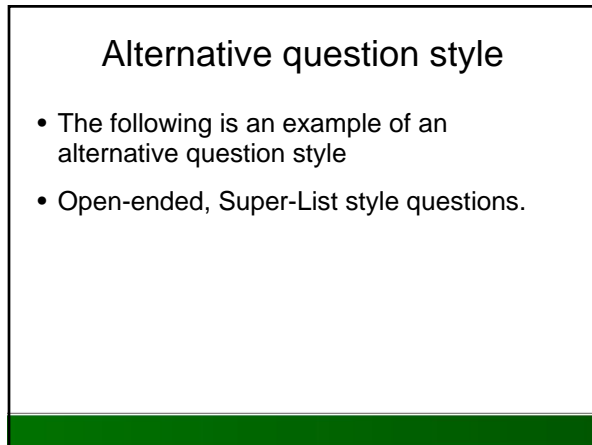 Alternative question style
• The following is an example of an
alternative question style
• Open-ended, Super-List style questions.